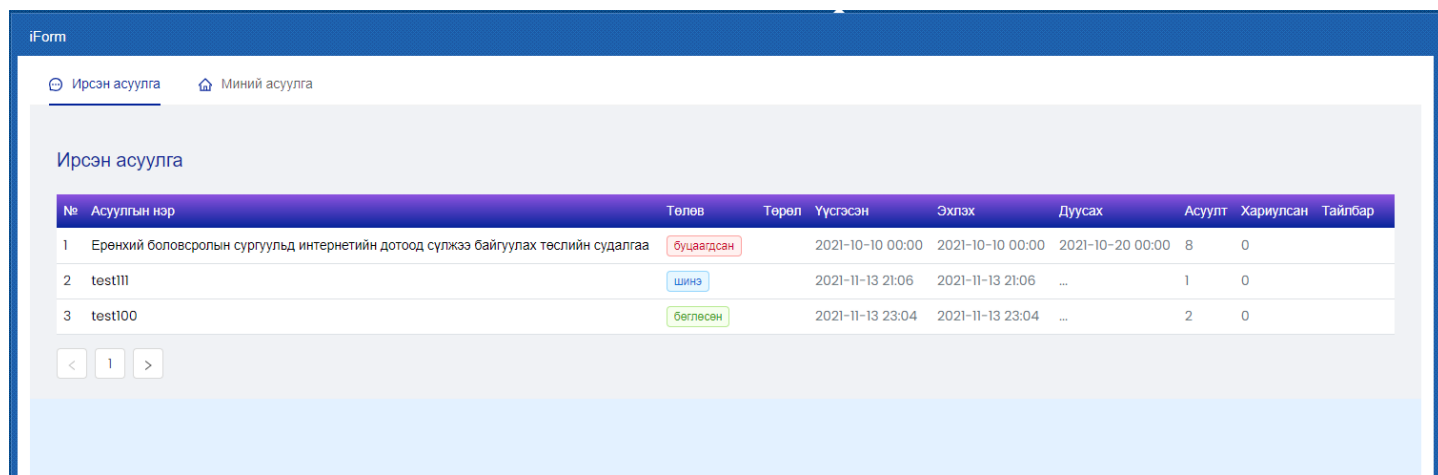 iForm
Ирсэн асуулга Миний асуулга
Ирсэн асуулга
№ Асуулгын нэр Төлөв Төрөл Үүсгэсэн Эхлэх Дуусах Асуулт Хариулсан Тайлбар
1 Ерөнхий боловсролын сургуульд интернетийн дотоод сүлжээ байгуулах төслийн судалгаа буцаагдсан 2021-10-10 00:00 2021-10-10 00:00 2021-10-20 00:00 8 0
2 test111 шинэ 2021-11-13 21:06 2021-11-13 21:06 ... 1 0
3 test100 бөглөсөн 2021-11-13 23:04 2021-11-13 23:04 ... 2 0
< 1 >